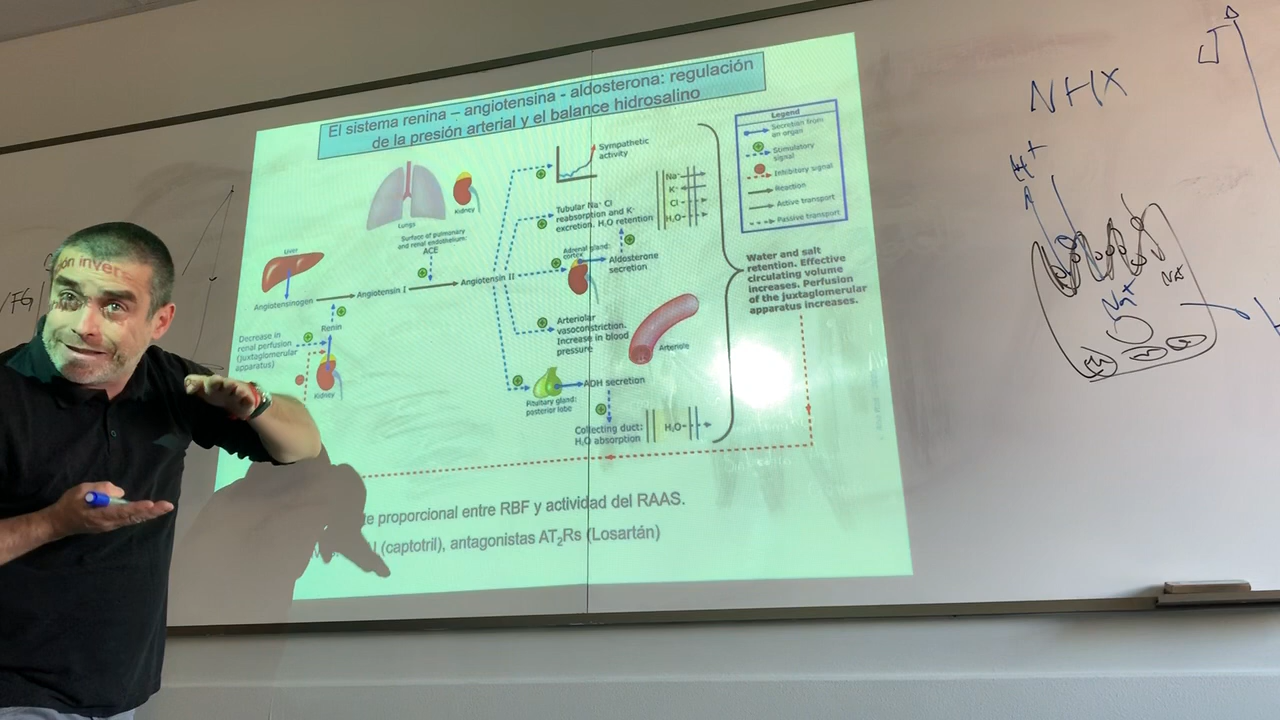 El sistema renina – angiotensina - aldosterona: regulación
de la presión arterial y el balance hidrosalino
Legend
Secretion from
an organ
Stimulatory
signal
Inhibitory signal
Reaction
Active transport
Passive transport
Sympathetic
activity
Lungs
Kidney
Surface of pulmonary
and renal endothelium:
ACE
Tubular Na⁺ Cl⁻
reabsorption and K⁺
excretion. H₂O retention
Na⁺
K⁺
Cl⁻
H₂O
Liver
Angiotensinogen
Angiotensin I
Angiotensin II
Adrenal gland:
cortex
Aldosterone
secretion
Water and salt
retention. Effective
circulating volume
increases. Perfusion
of the juxtaglomerular
apparatus increases.
Decrease in
renal perfusion
(juxtaglomerular
apparatus)
Renin
Kidney
Arteriolar
vasoconstriction.
Increase in blood
pressure
Arteriole
Pituitary gland:
posterior lobe
ADH secretion
Collecting duct:
H₂O absorption
H₂O
ón inver
e proporcional entre RBF y actividad del RAAS.
(captotril), antagonistas AT₂Rs (Losartán)
NHX
H+
Na+
/FG